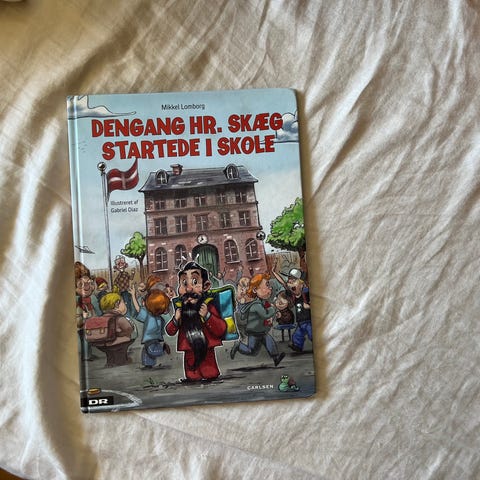 Mikkel Lomborg
DENGANG HR. SKÆG
STARTEDE I SKOLE
Illustreret af
Gabriel Diaz
CARLSEN
DR